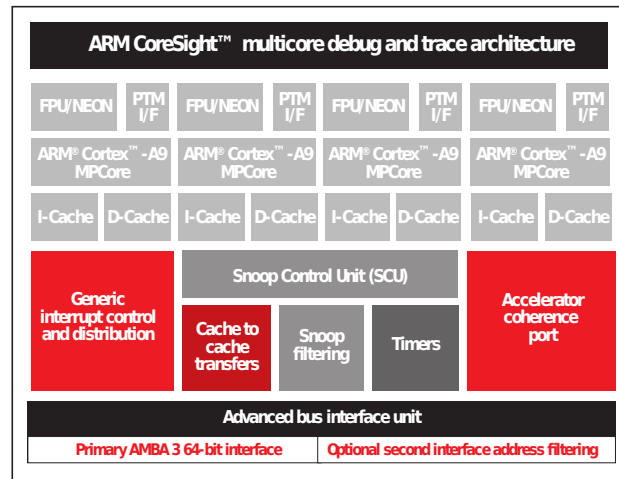 ARM CoreSight™ multicore debug and trace architecture
FPU/NEON PTM I/F FPU/NEON PTM I/F FPU/NEON PTM I/F FPU/NEON PTM I/F
ARM® Cortex™-A9 MPCore ARM® Cortex™-A9 MPCore ARM® Cortex™-A9 MPCore ARM® Cortex™-A9 MPCore
I-Cache D-Cache I-Cache D-Cache I-Cache D-Cache I-Cache D-Cache
Generic
interrupt control
and distribution
Snoop Control Unit (SCU)
Cache to
cache
transfers
Snoop
filtering
Timers
Accelerator
coherence
port
Advanced bus interface unit
Primary AMBA 3 64-bit interface
Optional second interface address filtering